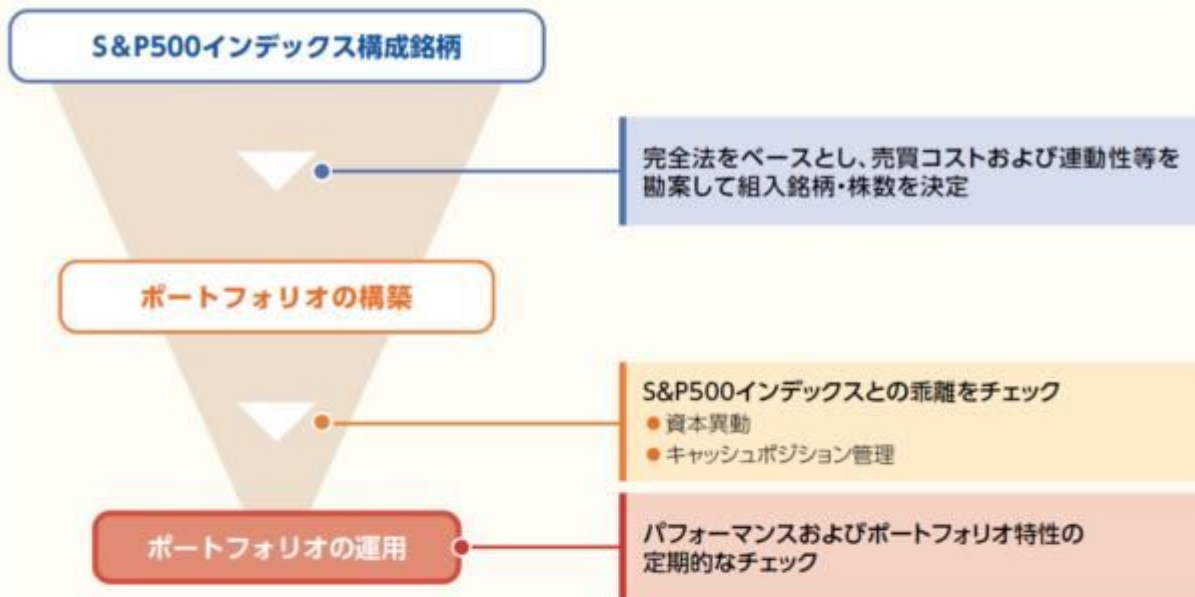 S&P500インデックス構成銘柄
完全法をベースとし、売買コストおよび連動性等を
勘案して組入銘柄・株数を決定
ポートフォリオの構築
S&P500インデックスとの乖離をチェック
● 資本異動
● キャッシュポジション管理
ポートフォリオの運用
パフォーマンスおよびポートフォリオ特性の
定期的なチェック